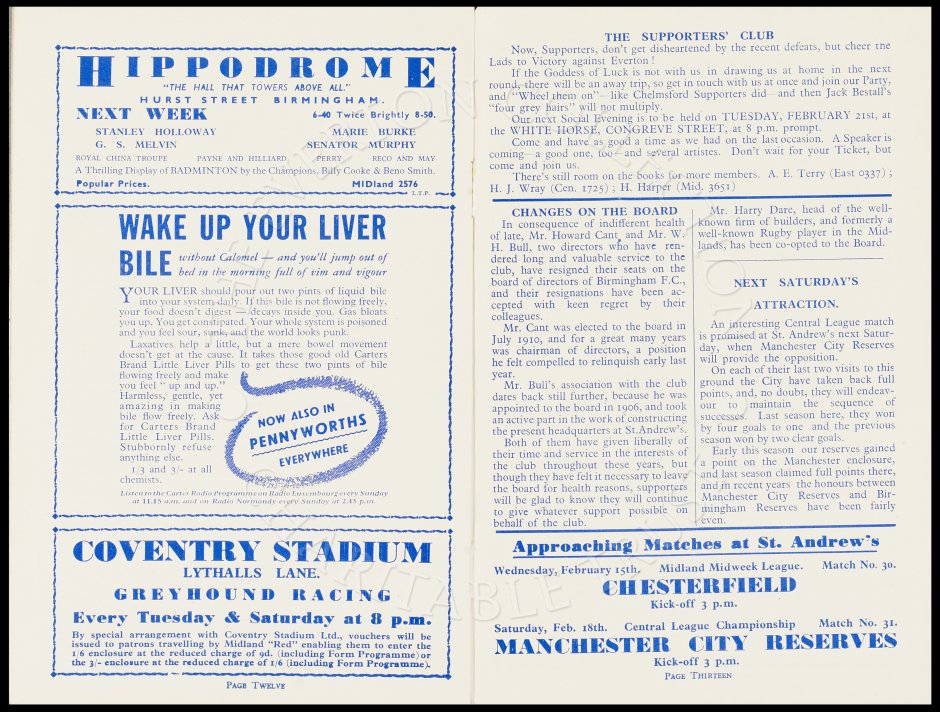 HIPPODROME
"THE HALL THAT TOWERS ABOVE ALL."
HURST STREET BIRMINGHAM.
NEXT WEEK 6-40 Twice Brightly 8-50.
STANLEY HOLLOWAY MARIE BURKE
G. S. MELVIN SENATOR MURPHY
ROYAL CHINA TROUPE PAYNE AND HILLIARD PERRY RECO AND MAY
A Thrilling Display of BADMINTON by the Champions, Billy Cooke & Beno Smith.
Popular Prices. MIDland 2576
L.T.P.
WAKE UP YOUR LIVER
BILE without Calomel — and you'll jump out of
bed in the morning full of vim and vigour
YOUR LIVER should pour out two pints of liquid bile
into your system daily. If this bile is not flowing freely,
your food doesn't digest — decays inside you. Gas bloats
you up. You get constipated. Your whole system is poisoned
and you feel sour, sunk, and the world looks punk.
Laxatives help a little, but a mere bowel movement
doesn't get at the cause. It takes those good old Carters
Brand Little Liver Pills to get these two pints of bile
flowing freely and make
you feel " up and up."
Harmless, gentle, yet
amazing in making
bile flow freely. Ask
for Carters Brand
Little Liver Pills.
Stubbornly refuse
anything else.
1/3 and 3/- at all
chemists.
NOW ALSO IN
PENNYWORTHS
EVERYWHERE
Listen to the Carter Radio Programme on Radio Luxembourg every Sunday
at 11.15 a.m. and on Radio Normandy every Sunday at 2.45 p.m.
COVENTRY STADIUM
LYTHALLS LANE.
GREYHOUND RACING
Every Tuesday & Saturday at 8 p.m.
By special arrangement with Coventry Stadium Ltd., vouchers will be
issued to patrons travelling by Midland "Red" enabling them to enter the
1/6 enclosure at the reduced charge of 9d. (including Form Programme) or
the 3/- enclosure at the reduced charge of 1/6 (including Form Programme).
PAGE TWELVE
THE SUPPORTERS' CLUB
Now, Supporters, don't get disheartened by the recent defeats, but cheer the
Lads to Victory against Everton !
If the Goddess of Luck is not with us in drawing us at home in the next
round, there will be an away trip, so get in touch with us at once and join our Party,
and "Wheel them on"—like Chelmsford Supporters did—and then Jack Bestall's
"four grey hairs" will not multiply.
Our next Social Evening is to be held on TUESDAY, FEBRUARY 21st, at
the WHITE HORSE, CONGREVE STREET, at 8 p.m. prompt.
Come and have as good a time as we had on the last occasion. A Speaker is
coming—a good one, too—and several artistes. Don't wait for your Ticket, but
come and join us.
There's still room on the books for more members. A. E. Terry (East 0337) ;
H. J. Wray (Cen. 1725) ; H. Harper (Mid. 3651)
CHANGES ON THE BOARD
In consequence of indifferent health
of late, Mr. Howard Cant, and Mr. W.
H. Bull, two directors who have ren-
dered long and valuable service to the
club, have resigned their seats on the
board of directors of Birmingham F.C.,
and their resignations have been ac-
cepted with keen regret by their
colleagues.
Mr. Cant was elected to the board in
July 1910, and for a great many years
was chairman of directors, a position
he felt compelled to relinquish early last
year.
Mr. Bull's association with the club
dates back still further, because he was
appointed to the board in 1906, and took
an active part in the work of constructing
the present headquarters at St. Andrew's.
Both of them have given liberally of
their time and service in the interests of
the club throughout these years, but
though they have felt it necessary to leave
the board for health reasons, supporters
will be glad to know they will continue
to give whatever support possible on
behalf of the club.
Mr. Harry Dare, head of the well-
known firm of builders, and formerly a
well-known Rugby player in the Mid-
lands, has been co-opted to the Board.
NEXT SATURDAY'S
ATTRACTION.
An interesting Central League match
is promised at St. Andrew's next Satur-
day, when Manchester City Reserves
will provide the opposition.
On each of their last two visits to this
ground the City have taken back full
points, and, no doubt, they will endeav-
our to maintain the sequence of
successes. Last season here, they won
by four goals to one and the previous
season won by two clear goals.
Early this season our reserves gained
a point on the Manchester enclosure,
and last season claimed full points there,
and in recent years the honours between
Manchester City Reserves and Bir-
mingham Reserves have been fairly
even.
Approaching Matches at St. Andrew's
Wednesday, February 15th. Midland Midweek League. Match No. 30.
CHESTERFIELD
Kick-off 3 p.m.
Saturday, Feb. 18th. Central League Championship Match No. 31.
MANCHESTER CITY RESERVES
Kick-off 3 p.m.
PAGE THIRTEEN